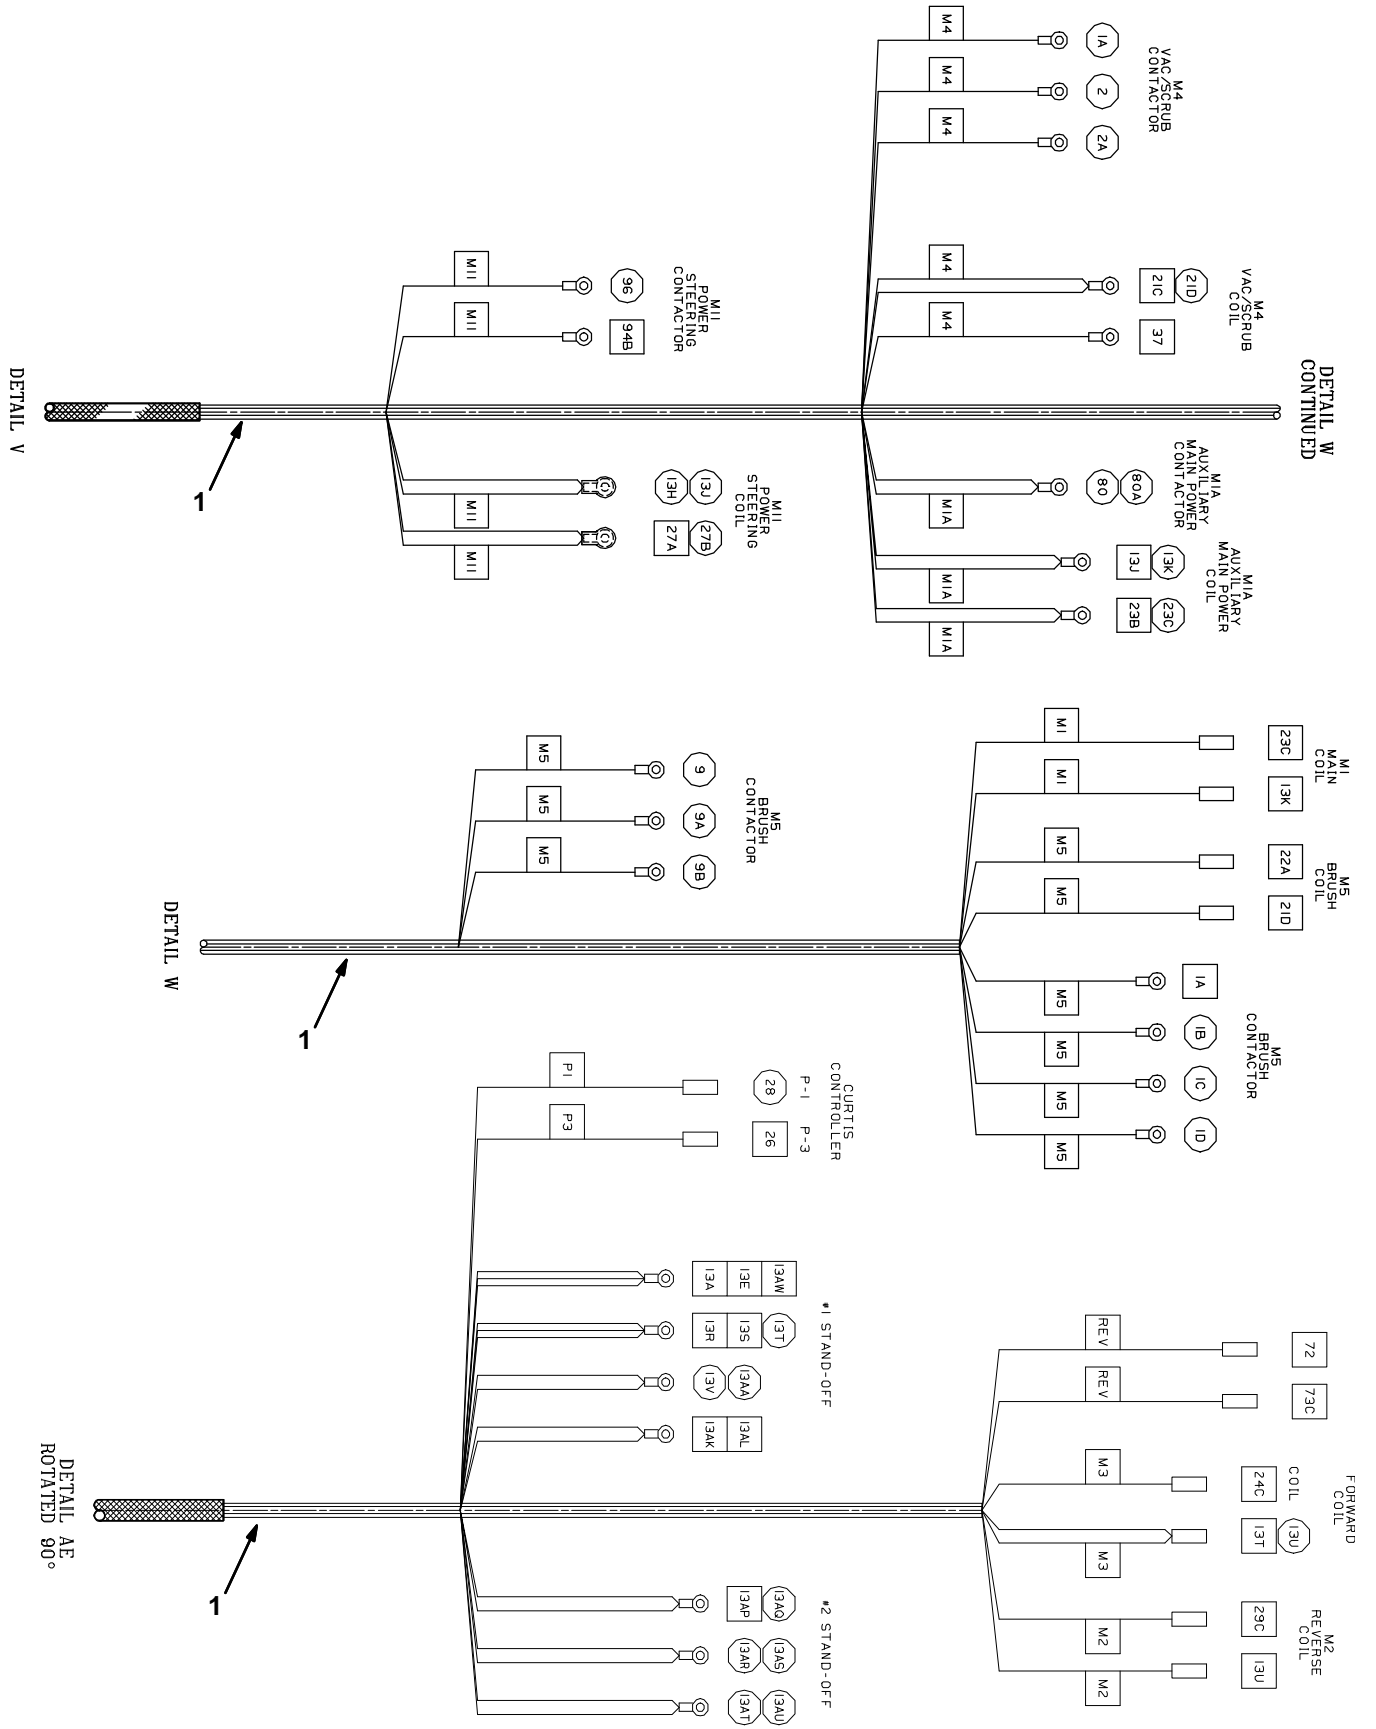 M4
VAC/SCRUB
CONTACTOR
1A
2
2A
M4
M4
M4
M4
VAC/SCRUB
COIL
21D
21C
37
M4
M4
DETAIL W
CONTINUED
M1A
AUXILIARY
MAIN POWER
CONTACTOR
80A
80
M1A
M1A
AUXILIARY
MAIN POWER
COIL
13K
13J
23C
23B
M1A
M1A
M11
POWER
STEERING
CONTACTOR
96
94B
M11
M11
M11
POWER
STEERING
COIL
13J
13H
27B
27A
M11
M11
1
DETAIL V
M1
MAIN
COIL
23C
13K
M1
M1
M5
BRUSH
COIL
22A
21D
M5
M5
M5
BRUSH
CONTACTOR
1A
1B
1C
1D
M5
M5
M5
M5
M5
BRUSH
CONTACTOR
9
9A
9B
M5
M5
M5
1
DETAIL W
CURTIS
CONTROLLER
P-1
P-3
28
26
P1
P3
#1 STAND-OFF
13AW
13E
13A
13T
13S
13R
13AA
13V
13AL
13AK
#2 STAND-OFF
13AQ
13AP
13AS
13AR
13AU
13AT
72
73C
REV
REV
FORWARD
COIL
COIL
24C
13U
13T
M3
M3
M2
REVERSE
COIL
29C
13U
M2
M2
1
DETAIL AE
ROTATED 90°